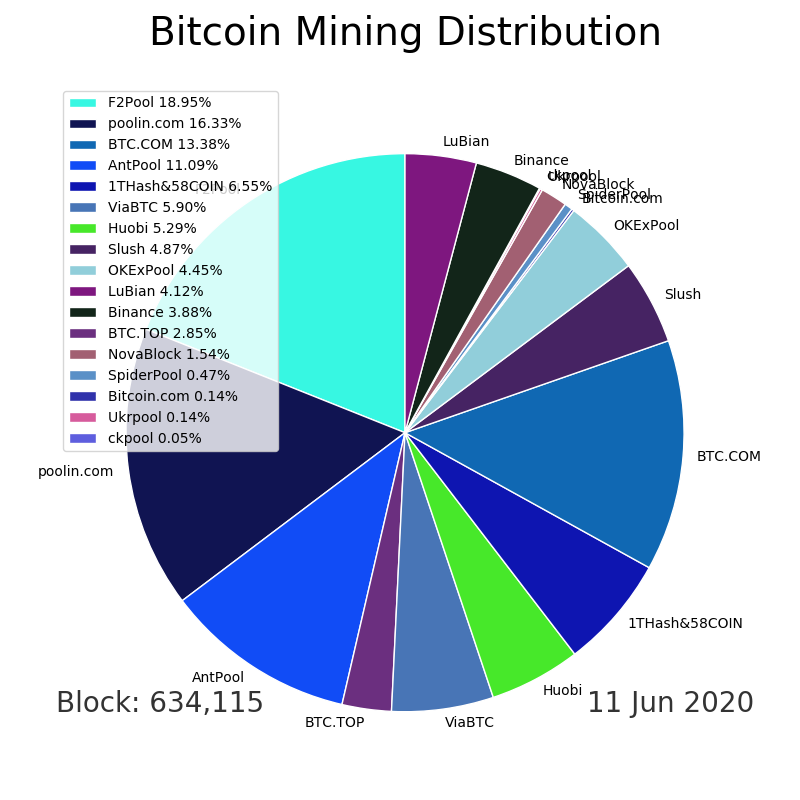 Bitcoin Mining Distribution
F2Pool 18.95%
poolin.com 16.33%
BTC.COM 13.38%
AntPool 11.09%
1THash&58COIN 6.55%
ViaBTC 5.90%
Huobi 5.29%
Slush 4.87%
OKExPool 4.45%
LuBian 4.12%
Binance 3.88%
BTC.TOP 2.85%
NovaBlock 1.54%
SpiderPool 0.47%
Bitcoin.com 0.14%
Ukrpool 0.14%
ckpool 0.05%
LuBian
Binance
ckpool
Ukrpool
NovaBlock
SpiderPool
Bitcoin.com
OKExPool
Slush
BTC.COM
1THash&58COIN
Huobi
ViaBTC
BTC.TOP
AntPool
poolin.com
Block: 634,115
11 Jun 2020